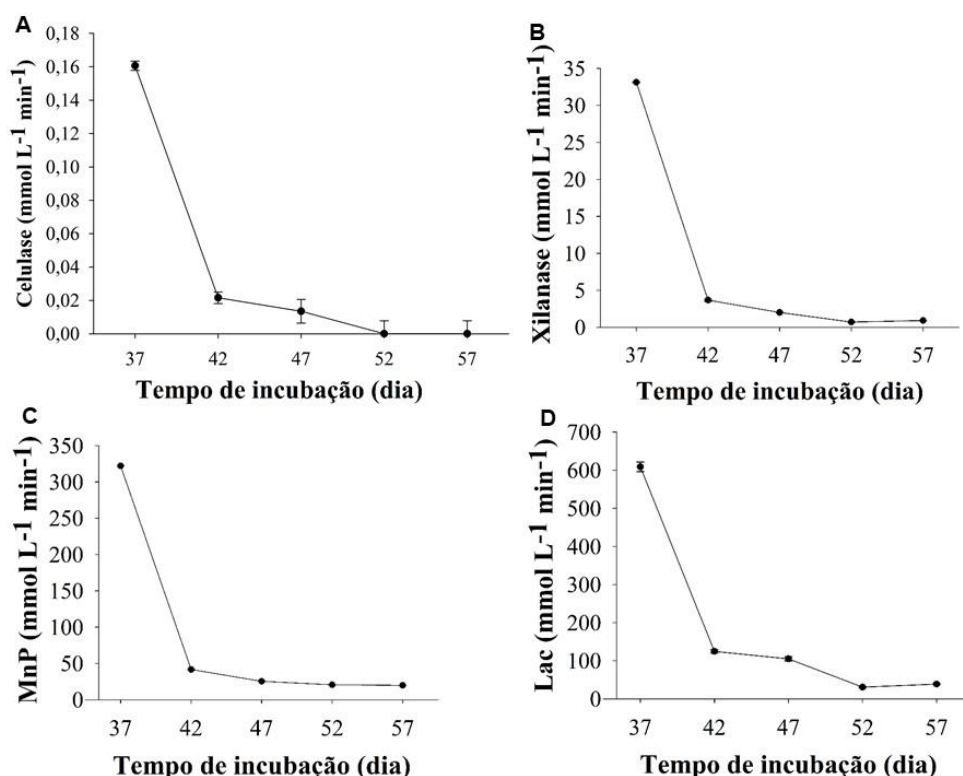 A
Celulase (mmol L-1 min-1)
0,18
0,16
0,14
0,12
0,10
0,08
0,06
0,04
0,02
0,00
37 42 47 52 57
Tempo de incubação (dia)
B
Xilanase (mmol L-1 min-1)
35
30
25
20
15
10
5
0
37 42 47 52 57
Tempo de incubação (dia)
C
MnP (mmol L-1 min-1)
350
300
250
200
150
100
50
0
37 42 47 52 57
Tempo de incubação (dia)
D
Lac (mmol L-1 min-1)
700
600
500
400
300
200
100
0
37 42 47 52 57
Tempo de incubação (dia)